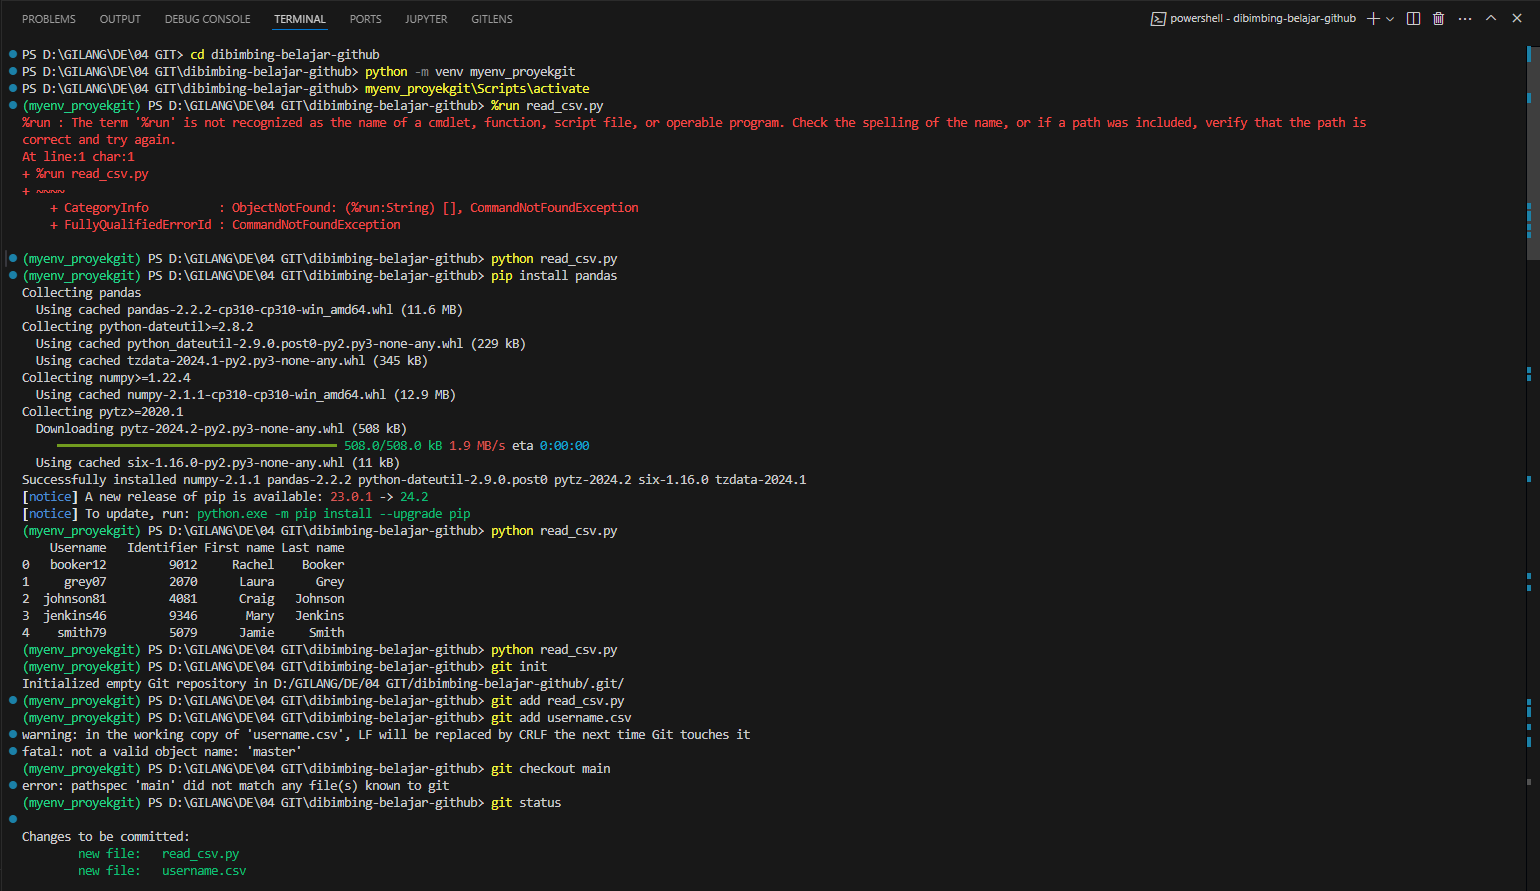 PROBLEMS OUTPUT DEBUG CONSOLE TERMINAL PORTS JUPYTER GITLENS powershell - dibimbing-belajar-github
PS D:\GILANG\DE\04 GIT> cd dibimbing-belajar-github
PS D:\GILANG\DE\04 GIT\dibimbing-belajar-github> python -m venv myenv_proyekgit
PS D:\GILANG\DE\04 GIT\dibimbing-belajar-github> myenv_proyekgit\Scripts\activate
(myenv_proyekgit) PS D:\GILANG\DE\04 GIT\dibimbing-belajar-github> %run read_csv.py
%run : The term '%run' is not recognized as the name of a cmdlet, function, script file, or operable program. Check the spelling of the name, or if a path was included, verify that the path is
correct and try again.
At line:1 char:1
+ %run read_csv.py
+ ~~~~
    + CategoryInfo          : ObjectNotFound: (%run:String) [], CommandNotFoundException
    + FullyQualifiedErrorId : CommandNotFoundException
(myenv_proyekgit) PS D:\GILANG\DE\04 GIT\dibimbing-belajar-github> python read_csv.py
(myenv_proyekgit) PS D:\GILANG\DE\04 GIT\dibimbing-belajar-github> pip install pandas
Collecting pandas
  Using cached pandas-2.2.2-cp310-cp310-win_amd64.whl (11.6 MB)
Collecting python-dateutil>=2.8.2
  Using cached python_dateutil-2.9.0.post0-py2.py3-none-any.whl (229 kB)
  Using cached tzdata-2024.1-py2.py3-none-any.whl (345 kB)
Collecting numpy>=1.22.4
  Using cached numpy-2.1.1-cp310-cp310-win_amd64.whl (12.9 MB)
Collecting pytz>=2020.1
  Downloading pytz-2024.2-py2.py3-none-any.whl (508 kB)
508.0/508.0 kB 1.9 MB/s eta 0:00:00
  Using cached six-1.16.0-py2.py3-none-any.whl (11 kB)
Successfully installed numpy-2.1.1 pandas-2.2.2 python-dateutil-2.9.0.post0 pytz-2024.2 six-1.16.0 tzdata-2024.1
[notice] A new release of pip is available: 23.0.1 -> 24.2
[notice] To update, run: python.exe -m pip install --upgrade pip
(myenv_proyekgit) PS D:\GILANG\DE\04 GIT\dibimbing-belajar-github> python read_csv.py
    Username   Identifier First name Last name
0   booker12         9012     Rachel    Booker
1     grey07         2070      Laura      Grey
2  johnson81         4081      Craig   Johnson
3  jenkins46         9346       Mary   Jenkins
4    smith79         5079      Jamie     Smith
(myenv_proyekgit) PS D:\GILANG\DE\04 GIT\dibimbing-belajar-github> python read_csv.py
(myenv_proyekgit) PS D:\GILANG\DE\04 GIT\dibimbing-belajar-github> git init
Initialized empty Git repository in D:/GILANG/DE/04 GIT/dibimbing-belajar-github/.git/
(myenv_proyekgit) PS D:\GILANG\DE\04 GIT\dibimbing-belajar-github> git add read_csv.py
(myenv_proyekgit) PS D:\GILANG\DE\04 GIT\dibimbing-belajar-github> git add username.csv
warning: in the working copy of 'username.csv', LF will be replaced by CRLF the next time Git touches it
fatal: not a valid object name: 'master'
(myenv_proyekgit) PS D:\GILANG\DE\04 GIT\dibimbing-belajar-github> git checkout main
error: pathspec 'main' did not match any file(s) known to git
(myenv_proyekgit) PS D:\GILANG\DE\04 GIT\dibimbing-belajar-github> git status
Changes to be committed:
        new file:   read_csv.py
        new file:   username.csv